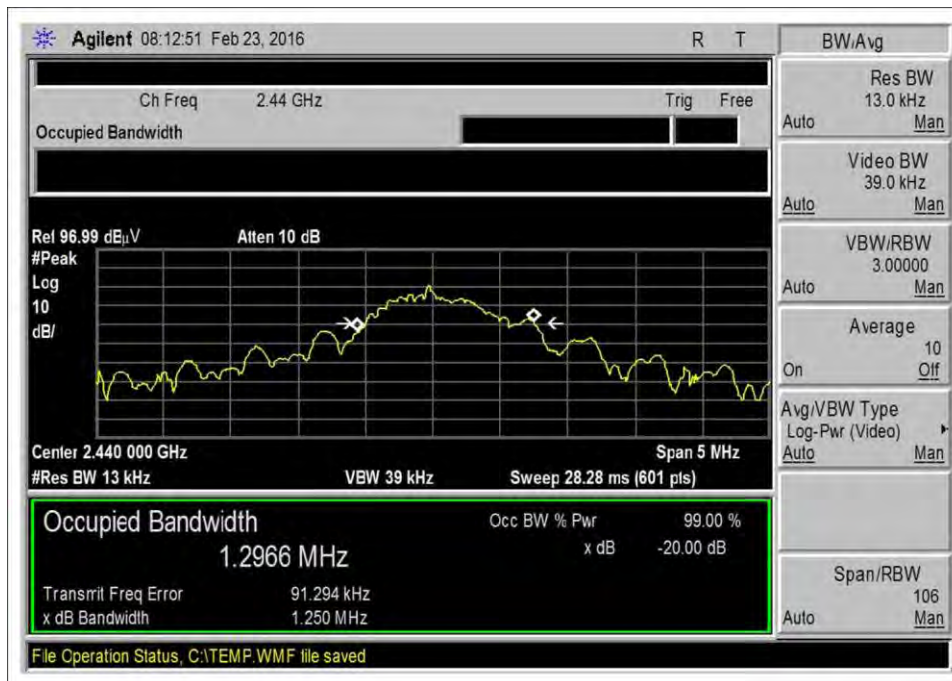 Agilent 08:12:51 Feb 23, 2016 R T
BW/Avg
Ch Freq 2.44 GHz Trig Free
Occupied Bandwidth
Res BW
13.0 kHz
Auto Man
Video BW
39.0 kHz
Auto Man
VBW/RBW
3.00000
Auto Man
Average
10
On Off
Avg/VBW Type
Log-Pwr (Video)
Auto Man
Span/RBW
106
Auto Man
Ref 96.99 dBµV Atten 10 dB
#Peak
Log
10
dB/
Center 2.440 000 GHz Span 5 MHz
#Res BW 13 kHz VBW 39 kHz Sweep 28.28 ms (601 pts)
Occupied Bandwidth
1.2966 MHz
Occ BW % Pwr 99.00 %
x dB -20.00 dB
Transmit Freq Error 91.294 kHz
x dB Bandwidth 1.250 MHz
File Operation Status, C:\TEMP.WMF file saved